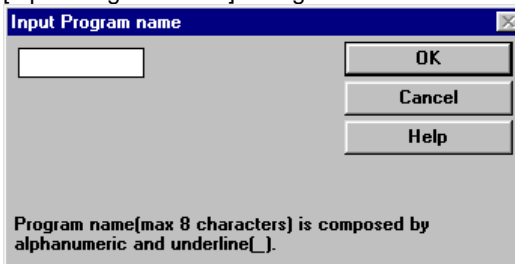 Input Program name
OK
Cancel
Help
Program name(max 8 characters) is composed by
alphanumeric and underline(_).